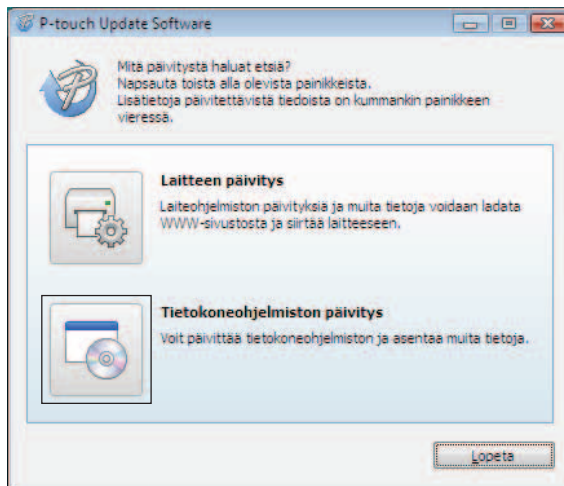 P-touch Update Software
Mitä päivitystä haluat etsiä?
Napsauta toista alla olevista painikkeista.
Lisätietoja päivitettävistä tiedoista on kummankin painikkeen
vieressä.
Laitteen päivitys
Laiteohjelmiston päivityksiä ja muita tietoja voidaan ladata
WWW-sivustosta ja siirtää laitteeseen.
Tietokoneohjelmiston päivitys
Voit päivittää tietokoneohjelmiston ja asentaa muita tietoja.
Lopeta